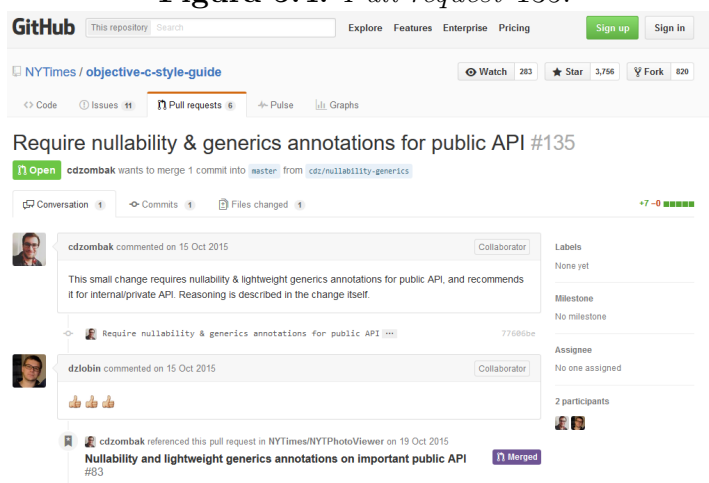 Figura 3.4: Pull request 135.
GitHub This repository Search Explore Features Enterprise Pricing Sign up Sign in
NYTimes / objective-c-style-guide Watch 283 Star 3,756 Fork 820
<> Code Issues 11 Pull requests 6 Pulse Graphs
Require nullability & generics annotations for public API #135
Open cdzombak wants to merge 1 commit into master from cdz/nullability-generics
Conversation 1 Commits 1 Files changed 1 +7 −0
cdzombak commented on 15 Oct 2015 Collaborator
This small change requires nullability & lightweight generics annotations for public API, and recommends
it for internal/private API. Reasoning is described in the change itself.
Require nullability & generics annotations for public API ··· 77606be
dzlobin commented on 15 Oct 2015 Collaborator
👍👍👍
cdzombak referenced this pull request in NYTimes/NYTPhotoViewer on 19 Oct 2015
Nullability and lightweight generics annotations on important public API Merged
#83
Labels
None yet
Milestone
No milestone
Assignee
No one assigned
2 participants